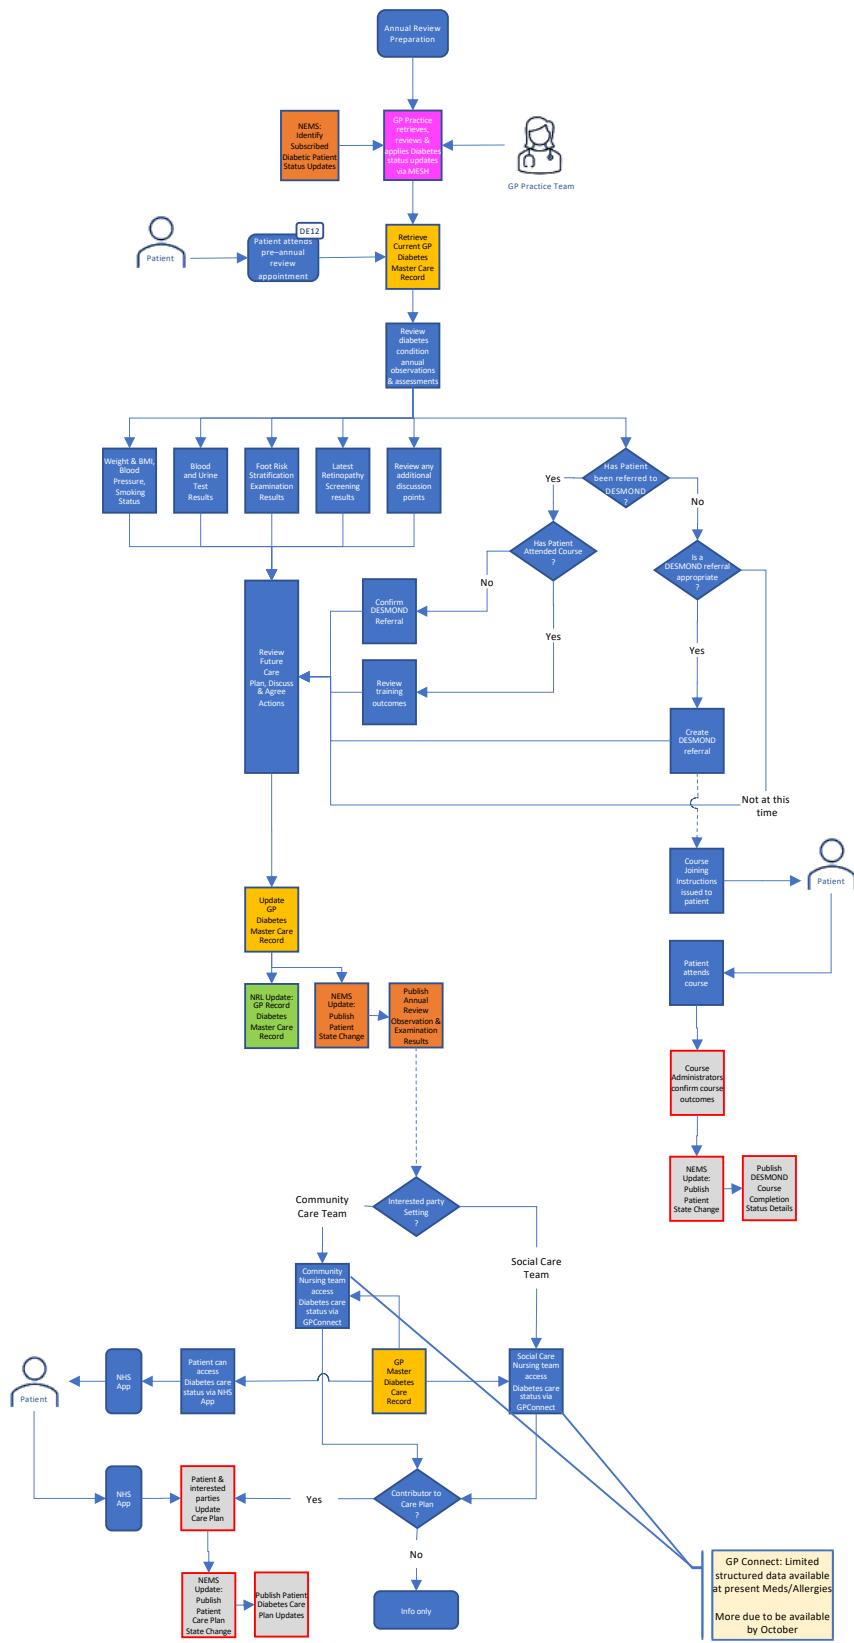 Annual Review
Preparation
NEMS:
Identify
Subscribed
Diabetic Patient
Status Updates
GP Practice
retrieves,
reviews &
applies Diabetes
status updates
via MESH
GP Practice Team
Patient
DE12
Patient attends
pre–annual
review
appointment
Retrieve
Current GP
Diabetes
Master Care
Record
Review
diabetes
condition
annual
observations
& assessments
Weight & BMI,
Blood
Pressure,
Smoking
Status
Blood
and Urine
Test
Results
Foot Risk
Stratification
Examination
Results
Latest
Retinopathy
Screening
results
Review any
additional
discussion
points
Has Patient
been referred to
DESMOND
?
Yes
No
Has Patient
Attended Course
?
Is a
DESMOND referral
appropriate
?
No
Yes
Yes
Confirm
DESMOND
Referral
Review
Future
Care
Plan, Discuss
& Agree
Actions
Review
training
outcomes
Create
DESMOND
referral
Not at this
time
Course
Joining
Instructions
issued to
patient
Patient
Update
GP
Diabetes
Master Care
Record
Patient
attends
course
NRL Update:
GP Record
Diabetes
Master Care
Record
NEMS
Update:
Publish
Patient
State Change
Publish
Annual
Review
Observation &
Examination
Results
Course
Administrators
confirm course
outcomes
NEMS
Update:
Publish
Patient
State Change
Publish
DESMOND
Course
Completion
Status Details
Community
Care Team
Interested party
Setting
?
Social Care
Team
Community
Nursing team
access
Diabetes care
status via
GPConnect
Patient
NHS
App
Patient can
access
Diabetes care
status via NHS
App
GP
Master
Diabetes
Care
Record
Social Care
Nursing team
access
Diabetes care
status via
GPConnect
NHS
App
Patient &
interested
parties
Update
Care Plan
Yes
Contributor to
Care Plan
?
No
NEMS
Update:
Publish
Patient
Care Plan
State Change
Publish Patient
Diabetes Care
Plan Updates
Info only
GP Connect: Limited
structured data available
at present Meds/Allergies
More due to be available
by October